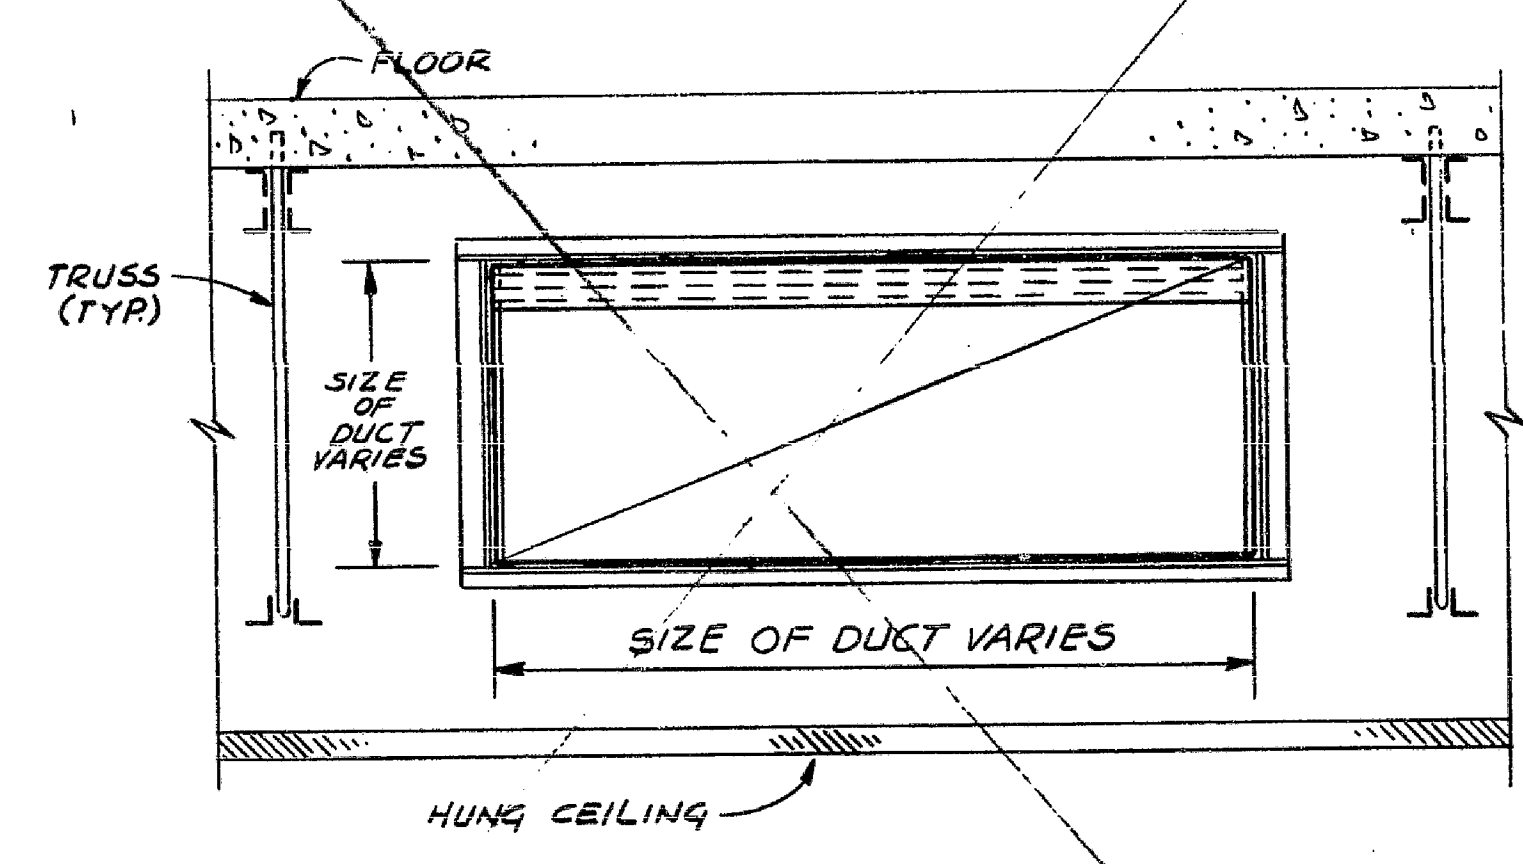 FLOOR
TRUSS
(TYP.)
SIZE
OF
DUCT
VARIES
SIZE OF DUCT VARIES
HUNG CEILING